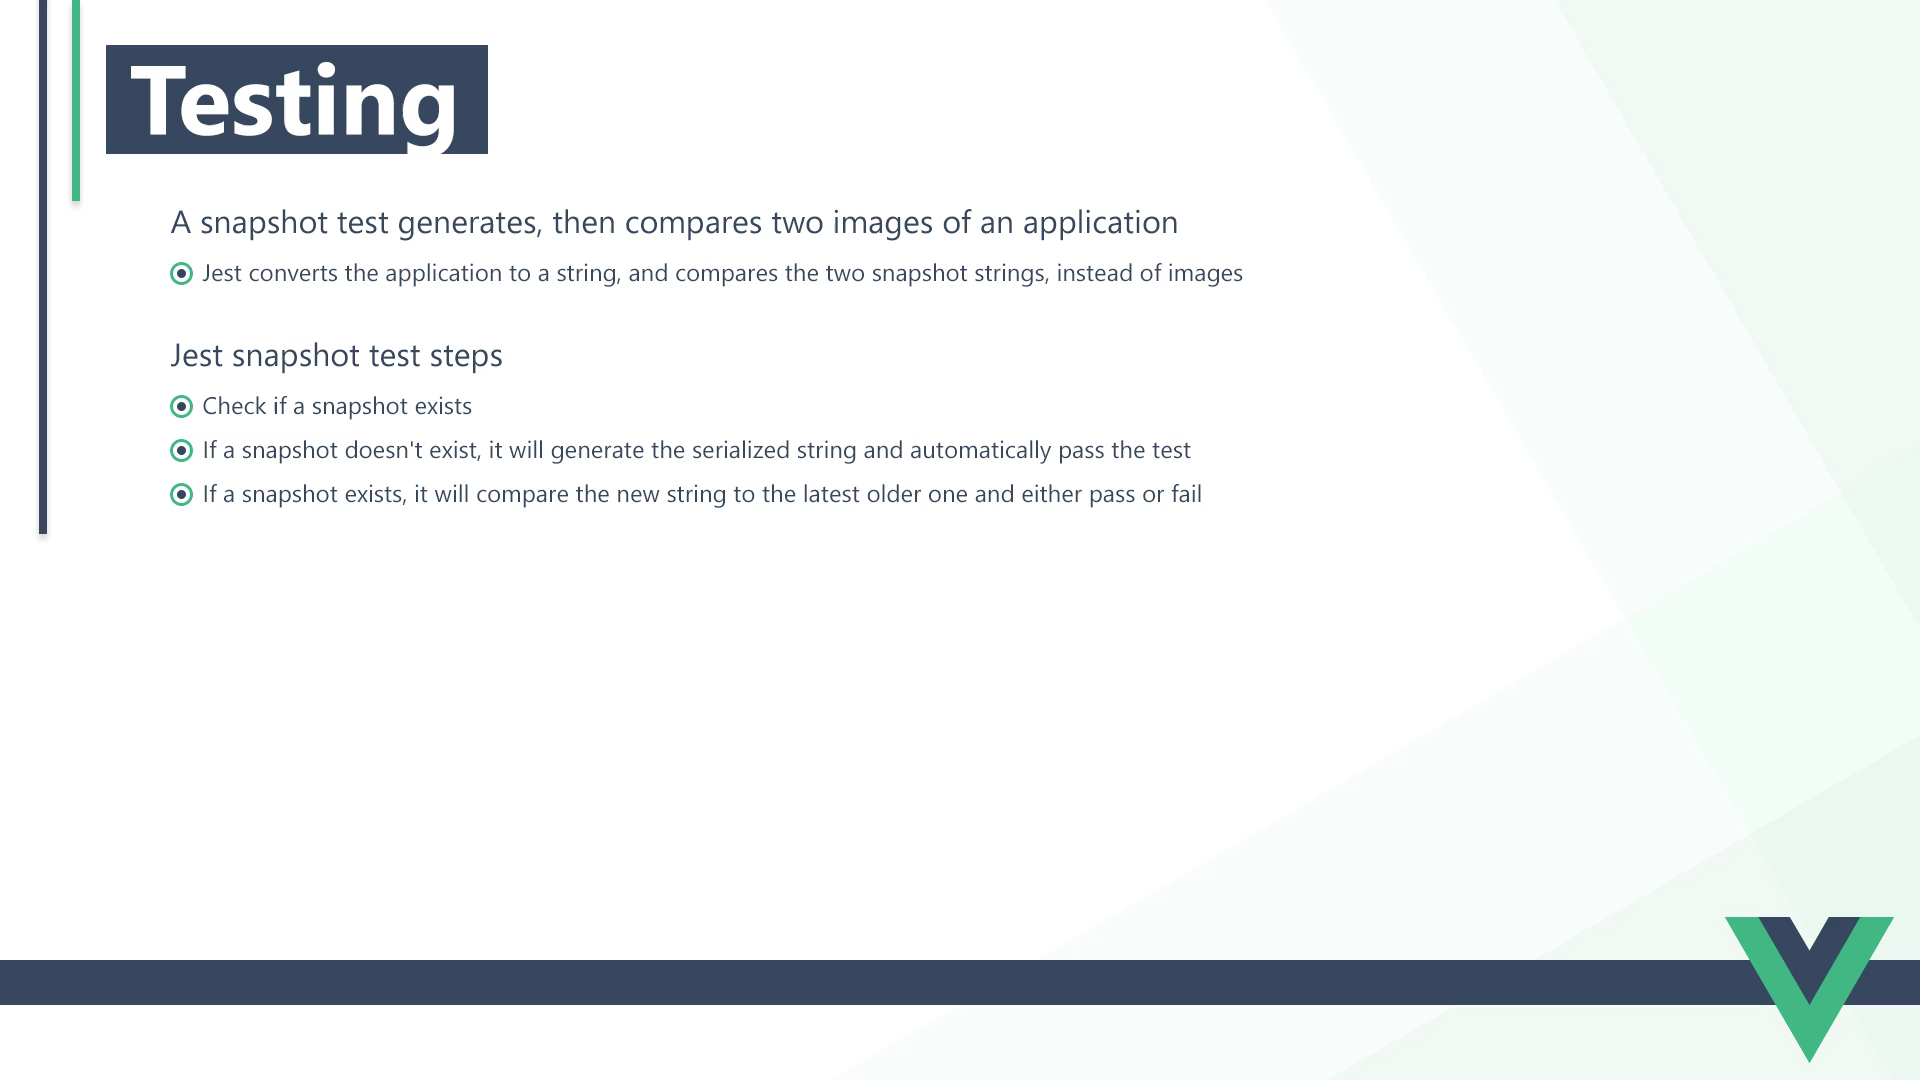 Testing
A snapshot test generates, then compares two images of an application
Jest converts the application to a string, and compares the two snapshot strings, instead of images
Jest snapshot test steps
Check if a snapshot exists
If a snapshot doesn't exist, it will generate the serialized string and automatically pass the test
If a snapshot exists, it will compare the new string to the latest older one and either pass or fail